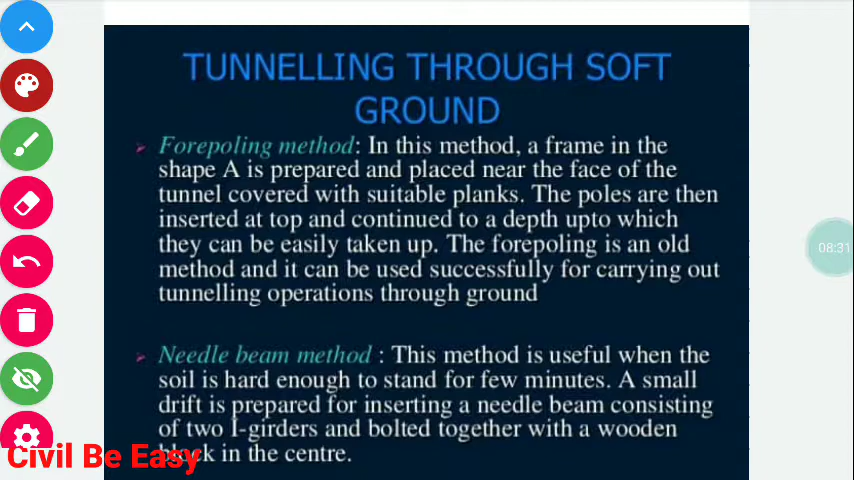 TUNNELLING THROUGH SOFT
GROUND
Forepoling method: In this method, a frame in the
shape A is prepared and placed near the face of the
tunnel covered with suitable planks. The poles are then
inserted at top and continued to a depth upto which
they can be easily taken up. The forepoling is an old
method and it can be used successfully for carrying out
tunnelling operations through ground
08:31
Needle beam method : This method is useful when the
soil is hard enough to stand for few minutes. A small
drift is prepared for inserting a needle beam consisting
of two I-girders and bolted together with a wooden
block in the centre.
Civil Be Easy